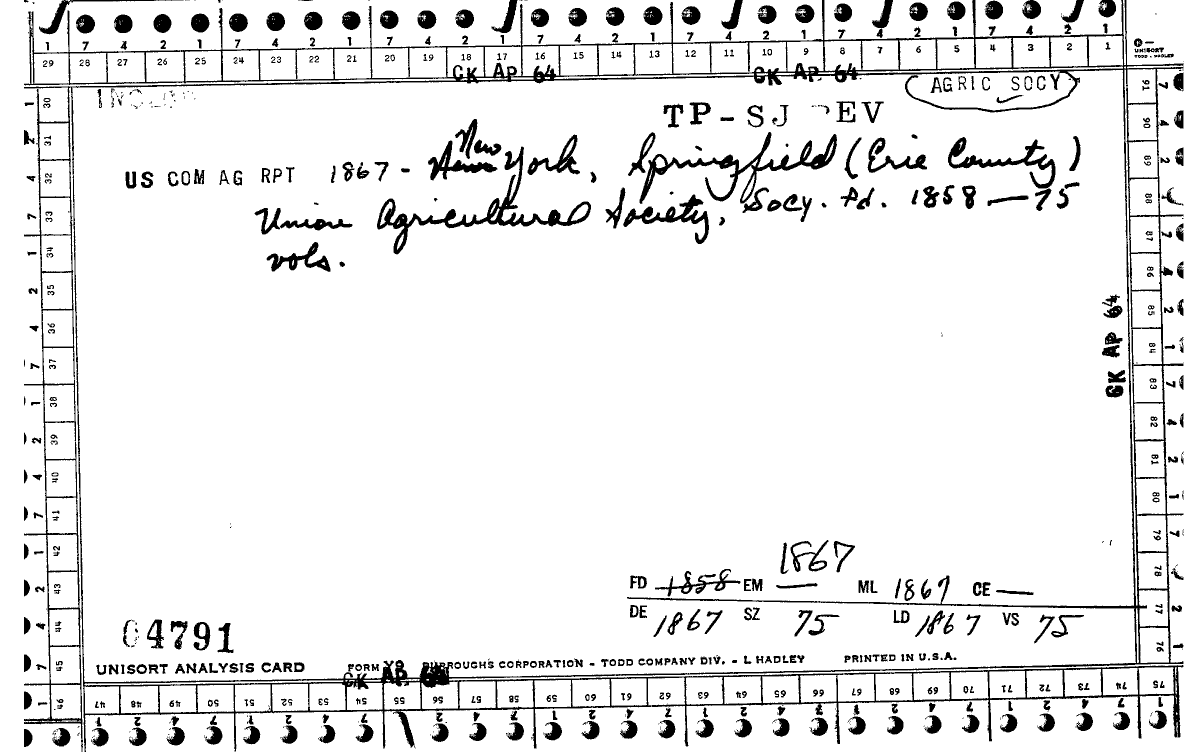 7 4 2 1 7 4 2 1 7 4 2 1 7 4 2 1 7 4 2 1 7 4 2 1 7 4 2 1
29 28 27 26 25 24 23 22 21 20 19 18 17 16 15 14 13 12 11 10 9 8 7 6 5 4 3 2 1
UNISORT
TODD - HADLEY
CK AP 64 CK AP. 64
AGRIC SOCY
TP-SJ EV
US COM AG RPT 1867 - New York, Springfield (Erie County)
Union Agricultural Society, Socy. Fd. 1858 — 75
vols.
CK AP 64
1867
FD 1858 EM — ML 1867 CE —
DE 1867 SZ 75 LD 1867 VS 75
04791
UNISORT ANALYSIS CARD FORM Y9 BURROUGHS CORPORATION - TODD COMPANY DIV. - L HADLEY PRINTED IN U.S.A.
CK AP 64
30 31 32 33 34 35 36 37 38 39 40 41 42 43 44 45 46
91 90 89 88 87 86 85 84 83 82 81 80 79 78 77 76
47 48 49 50 51 52 53 54 55 56 57 58 59 60 61 62 63 64 65 66 67 68 69 70 71 72 73 74 75